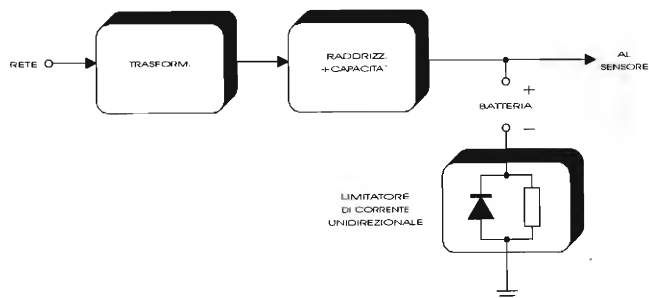 RETE
TRASFORM.
RADDRIZZ.
+CAPACITA'
AL
SENSORE
+
BATTERIA
−
LIMITATORE
DI CORRENTE
UNIDIREZIONALE